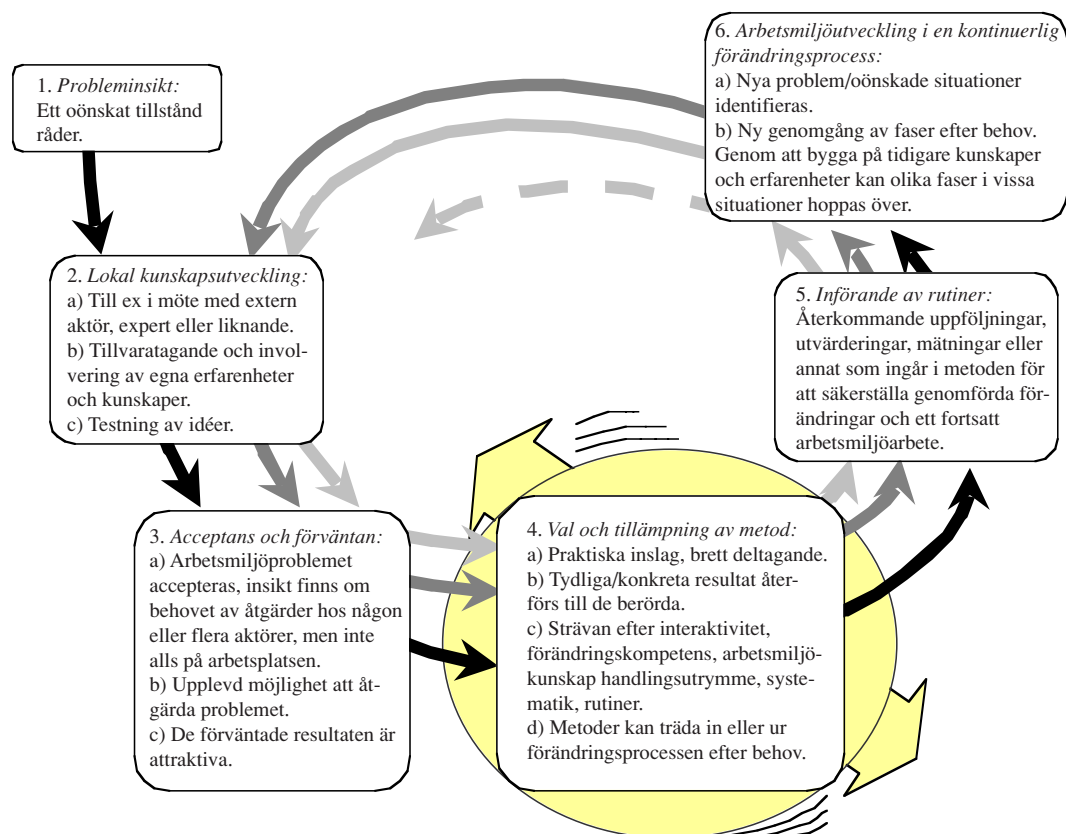 1. Probleminsikt:
Ett oönskat tillstånd
råder.
2. Lokal kunskapsutveckling:
a) Till ex i möte med extern
aktör, expert eller liknande.
b) Tillvaratagande och invol-
vering av egna erfarenheter
och kunskaper.
c) Testning av idéer.
3. Acceptans och förväntan:
a) Arbetsmiljöproblemet
accepteras, insikt finns om
behovet av åtgärder hos någon
eller flera aktörer, men inte
alls på arbetsplatsen.
b) Upplevd möjlighet att åt-
gärda problemet.
c) De förväntade resultaten är
attraktiva.
4. Val och tillämpning av metod:
a) Praktiska inslag, brett deltagande.
b) Tydliga/konkreta resultat åter-
förs till de berörda.
c) Strävan efter interaktivitet,
förändringskompetens, arbetsmiljö-
kunskap handlingsutrymme, syste-
matik, rutiner.
d) Metoder kan träda in eller ur
förändringsprocessen efter behov.
5. Införande av rutiner:
Återkommande uppföljningar,
utvärderingar, mätningar eller
annat som ingår i metoden för
att säkerställa genomförda för-
ändringar och ett fortsatt
arbetsmiljöarbete.
6. Arbetsmiljöutveckling i en kontinuerlig
förändringsprocess:
a) Nya problem/oönskade situationer
identifieras.
b) Ny genomgång av faser efter behov.
Genom att bygga på tidigare kunskaper
och erfarenheter kan olika faser i vissa
situationer hoppas över.